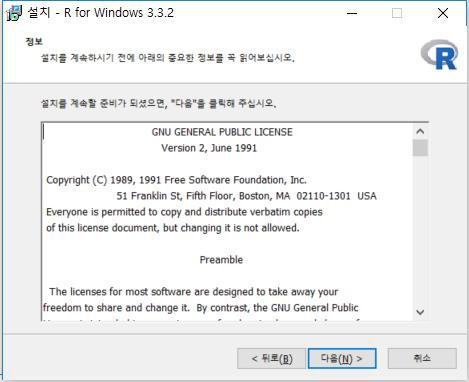 설치 - R for Windows 3.3.2
정보
설치를 계속하시기 전에 아래의 중요한 정보를 꼭 읽어보십시오.
R
설치를 계속할 준비가 되셨으면, "다음"을 클릭해 주십시오.
GNU GENERAL PUBLIC LICENSE
Version 2, June 1991
Copyright (C) 1989, 1991 Free Software Foundation, Inc.
51 Franklin St, Fifth Floor, Boston, MA 02110-1301 USA
Everyone is permitted to copy and distribute verbatim copies
of this license document, but changing it is not allowed.
Preamble
The licenses for most software are designed to take away your
freedom to share and change it. By contrast, the GNU General Public
< 뒤로(B)
다음(N) >
취소